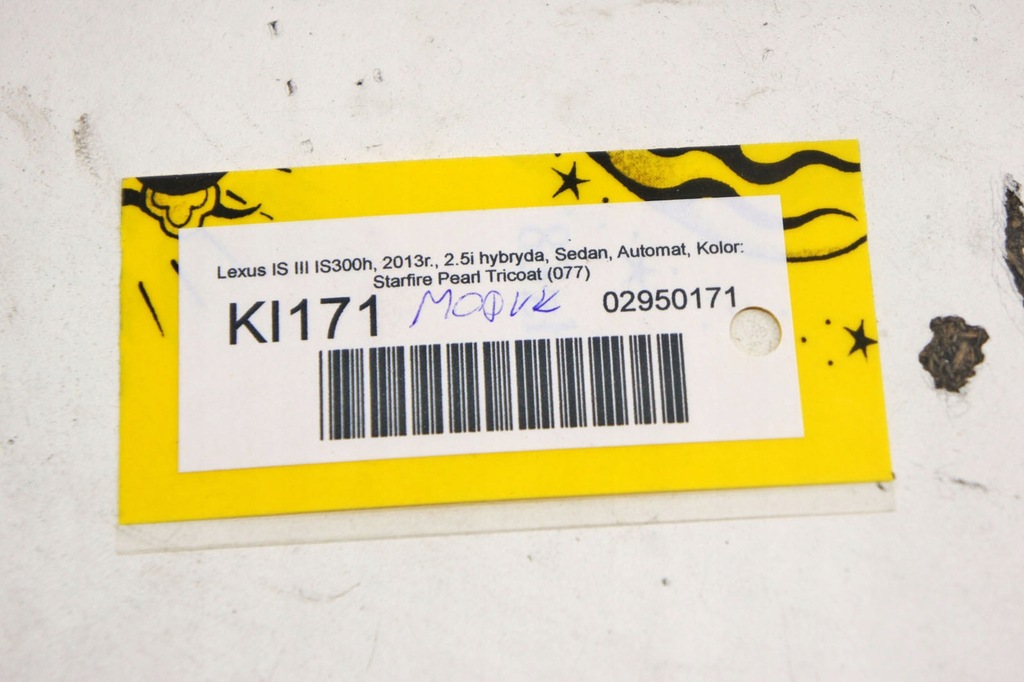 Lexus IS III IS300h, 2013r., 2.5i hybryda, Sedan, Automat, Kolor:
Starfire Pearl Tricoat (077)
KI171 02950171